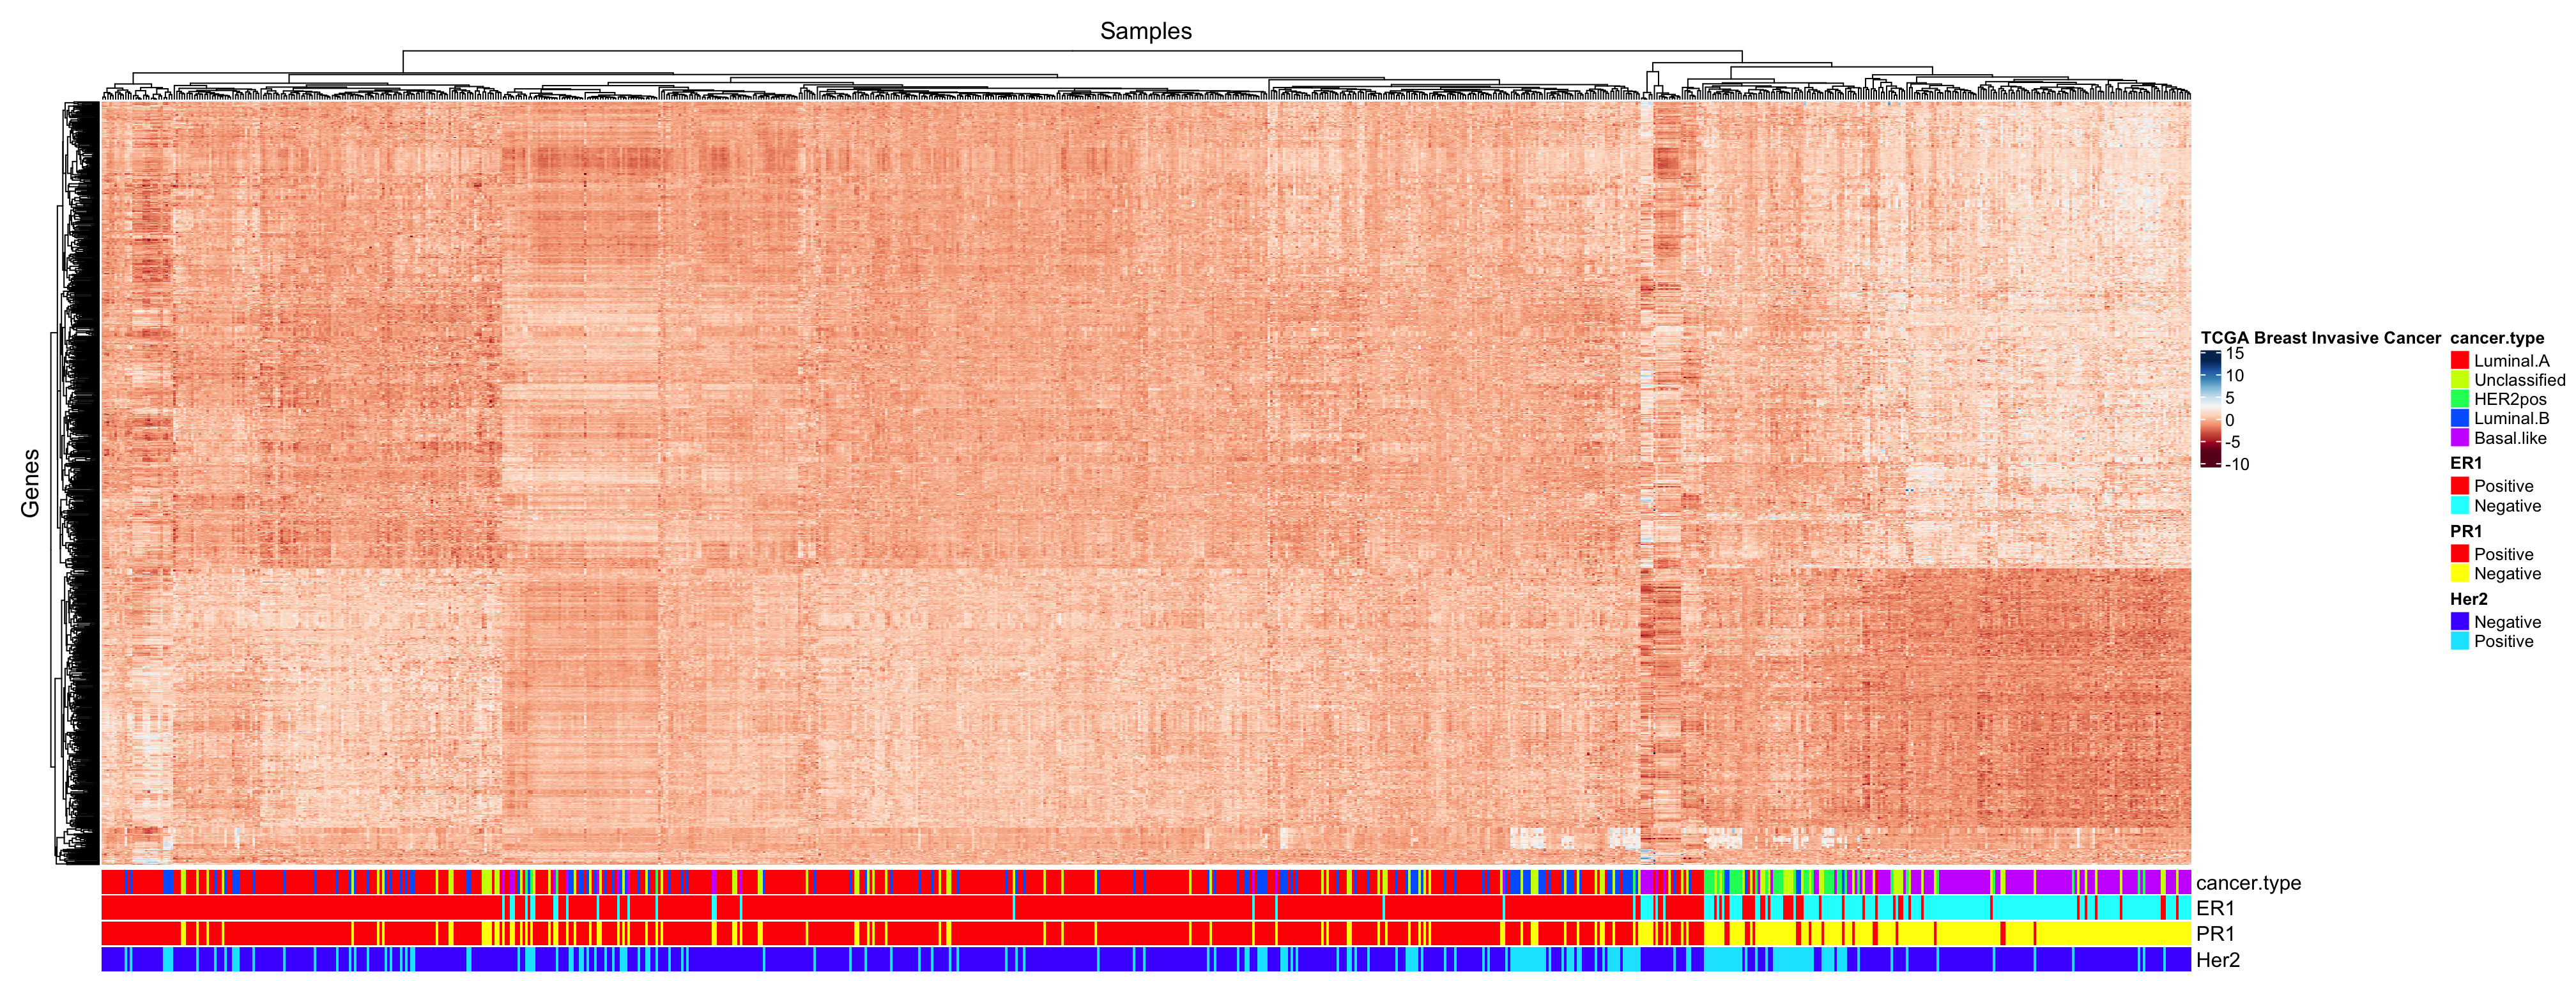 Samples
Genes
TCGA Breast Invasive Cancer
15
10
5
0
-5
-10
cancer.type
Luminal.A
Unclassified
HER2pos
Luminal.B
Basal.like
ER1
Positive
Negative
PR1
Positive
Negative
Her2
Negative
Positive
cancer.type
ER1
PR1
Her2